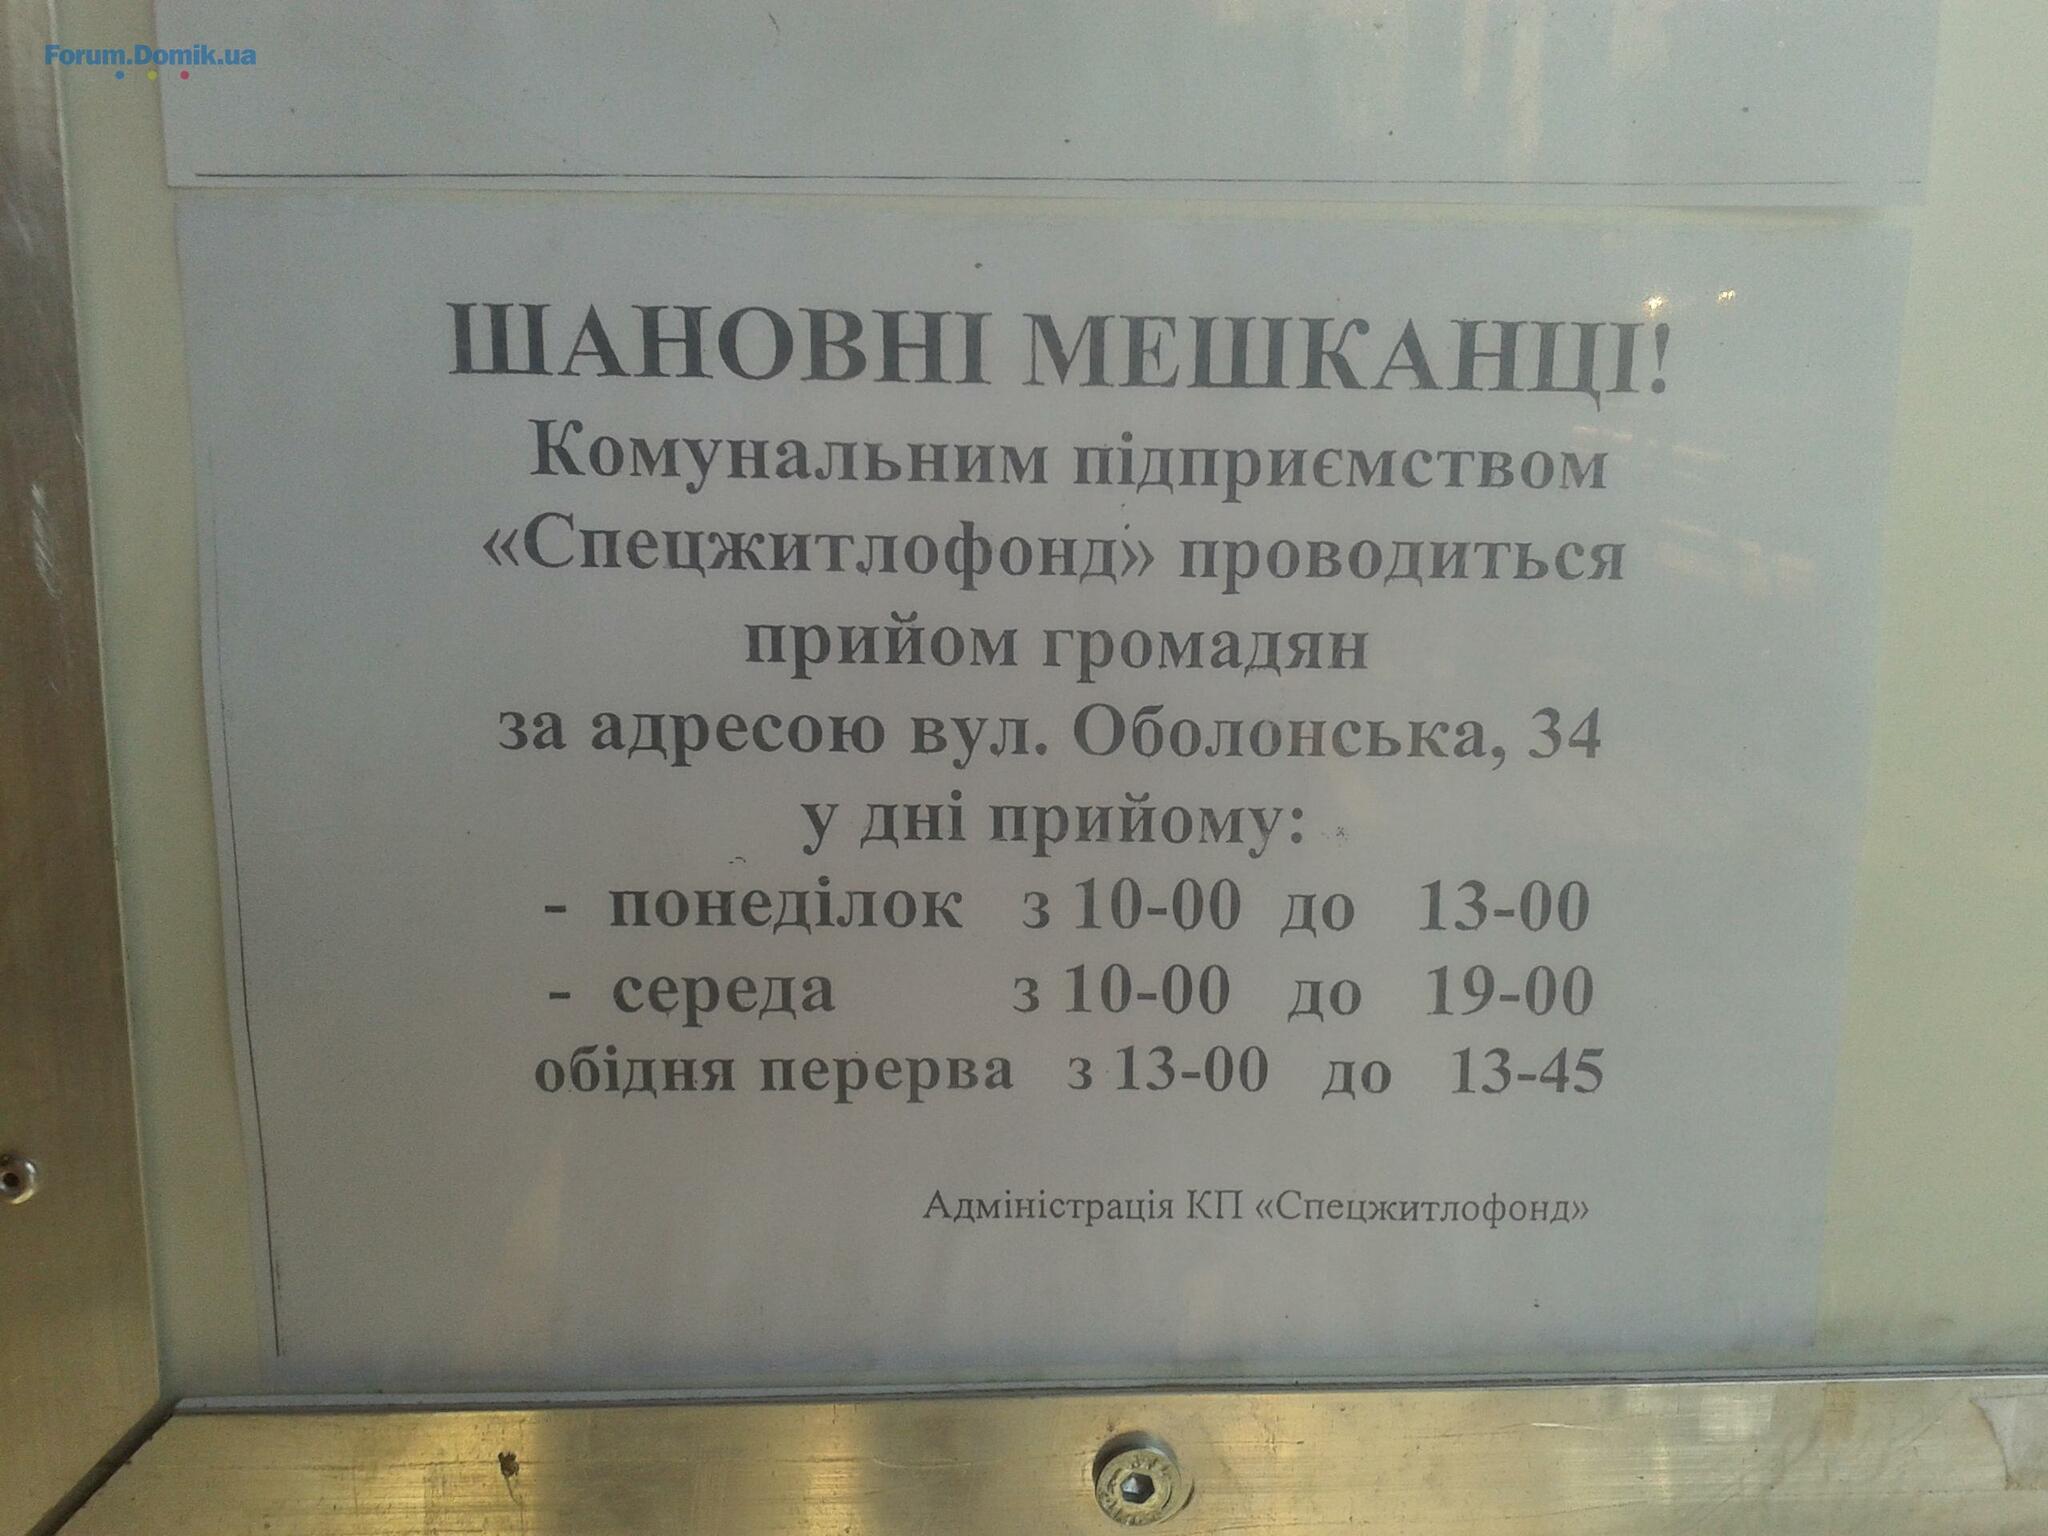 Forum.Domik.ua
ШАНОВНІ МЕШКАНЦІ!
Комунальним підприємством
«Спецжитлофонд» проводиться
прийом громадян
за адресою вул. Оболонська, 34
у дні прийому:
- понеділок з 10-00 до 13-00
- середа з 10-00 до 19-00
обідня перерва з 13-00 до 13-45
Адміністрація КП «Спецжитлофонд»